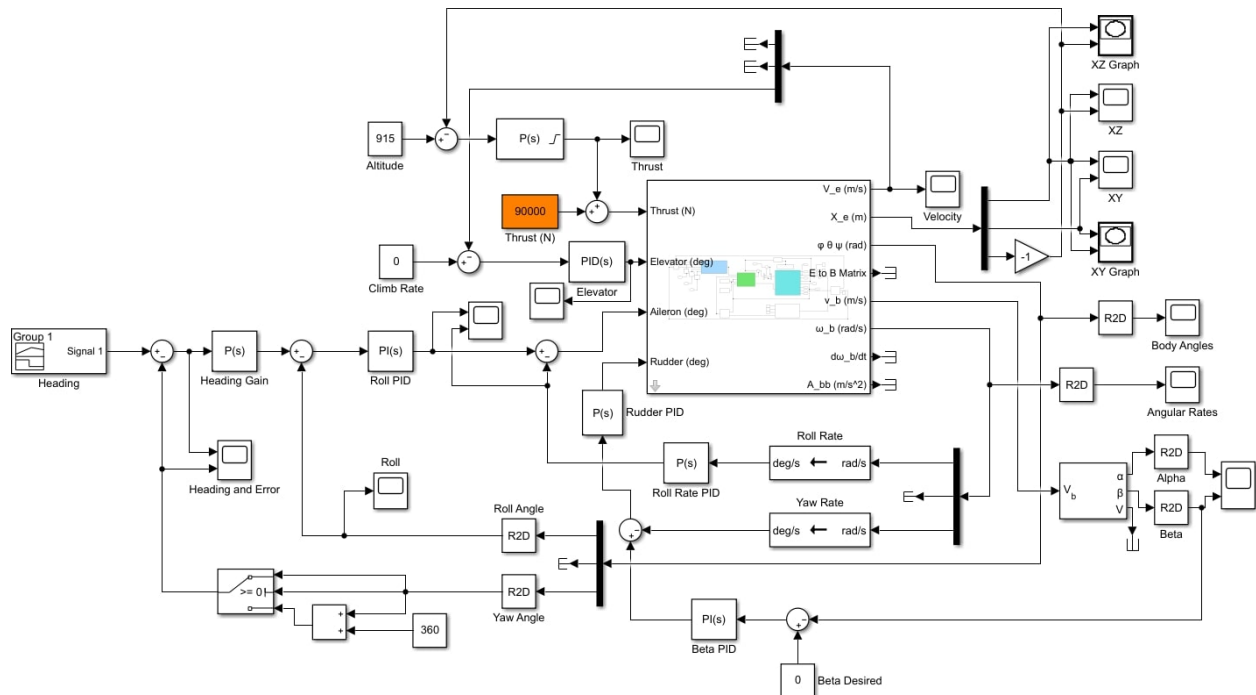 XZ Graph
915
Altitude
P(s)
Thrust
XZ
XY
90000
Thrust (N)
Thrust (N)
V_e (m/s)
Velocity
X_e (m)
φ θ ψ (rad)
XY Graph
-1
0
Climb Rate
PID(s)
Elevator
Elevator (deg)
E to B Matrix
v_b (m/s)
Aileron (deg)
ω_b (rad/s)
R2D
Body Angles
Group 1
Signal 1
Heading
P(s)
Heading Gain
PI(s)
Roll PID
Rudder (deg)
dω_b/dt
A_bb (m/s^2)
R2D
Angular Rates
P(s)
Rudder PID
Roll Rate
deg/s
rad/s
P(s)
Roll Rate PID
Heading and Error
Roll
Yaw Rate
deg/s
rad/s
V_b
α
β
V
R2D
Alpha
R2D
Beta
Roll Angle
R2D
>= 0
R2D
Yaw Angle
+
+
360
PI(s)
Beta PID
0
Beta Desired